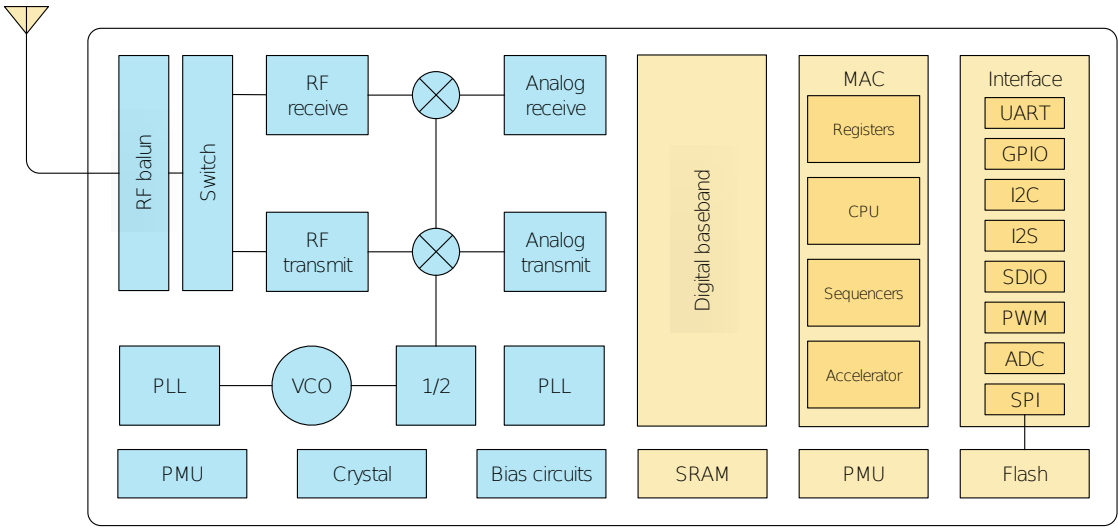 RF balun
Switch
RF
receive
Analog
receive
RF
transmit
Analog
transmit
PLL
VCO
1/2
PLL
PMU
Crystal
Bias circuits
Digital baseband
SRAM
MAC
Registers
CPU
Sequencers
Accelerator
PMU
Interface
UART
GPIO
I2C
I2S
SDIO
PWM
ADC
SPI
Flash